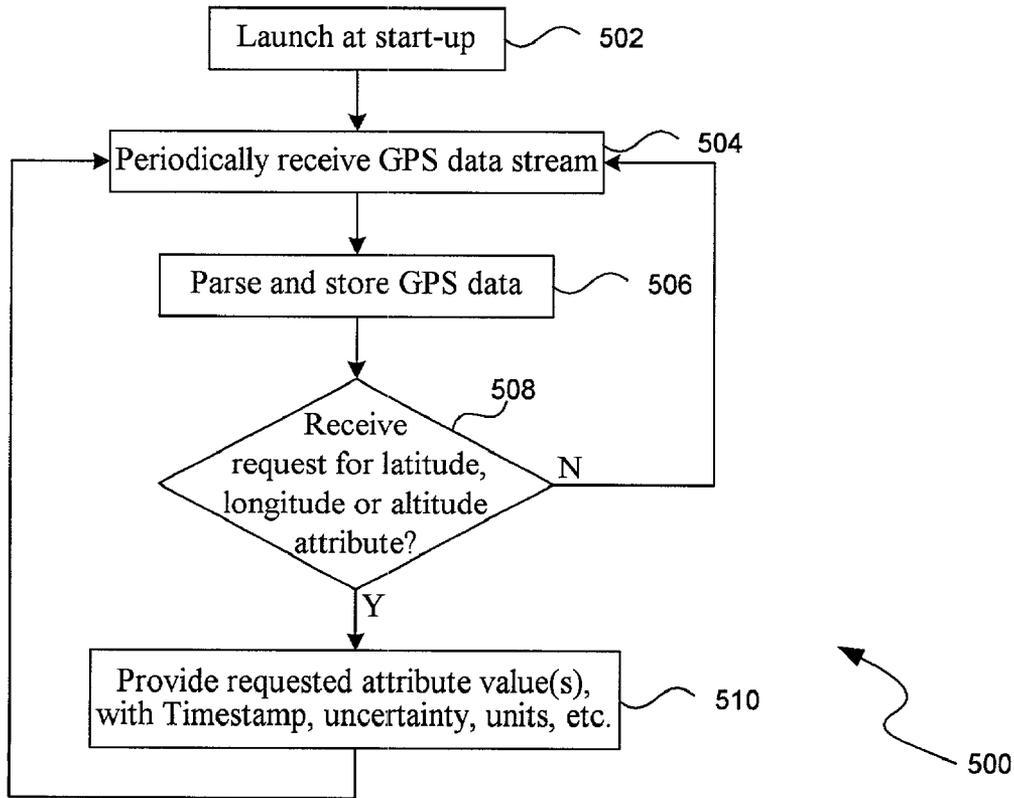 Launch at start-up
502
Periodically receive GPS data stream
504
Parse and store GPS data
506
508
Receive
request for latitude,
longitude or altitude
attribute?
N
Y
Provide requested attribute value(s),
with Timestamp, uncertainty, units, etc.
510
500